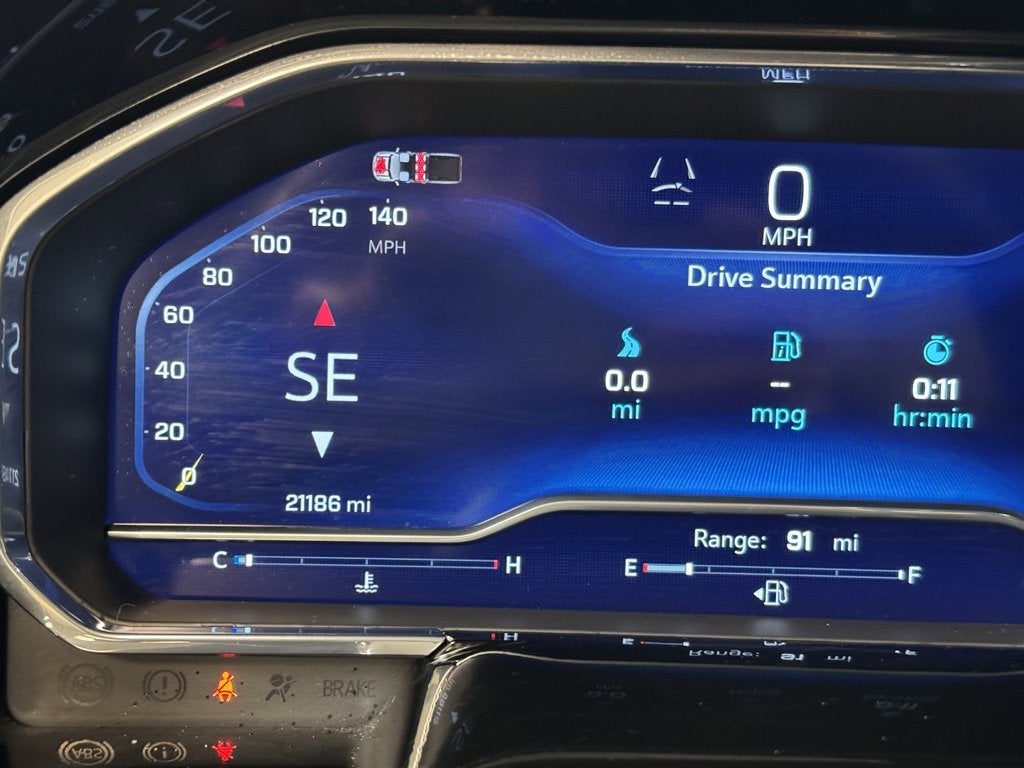 0
MPH
Drive Summary
0.0
mi
--
mpg
0:11
hr:min
140
120
MPH
100
80
60
40
20
0
SE
21186 mi
C H
Range: 91 mi
E F
ABS
BRAKE